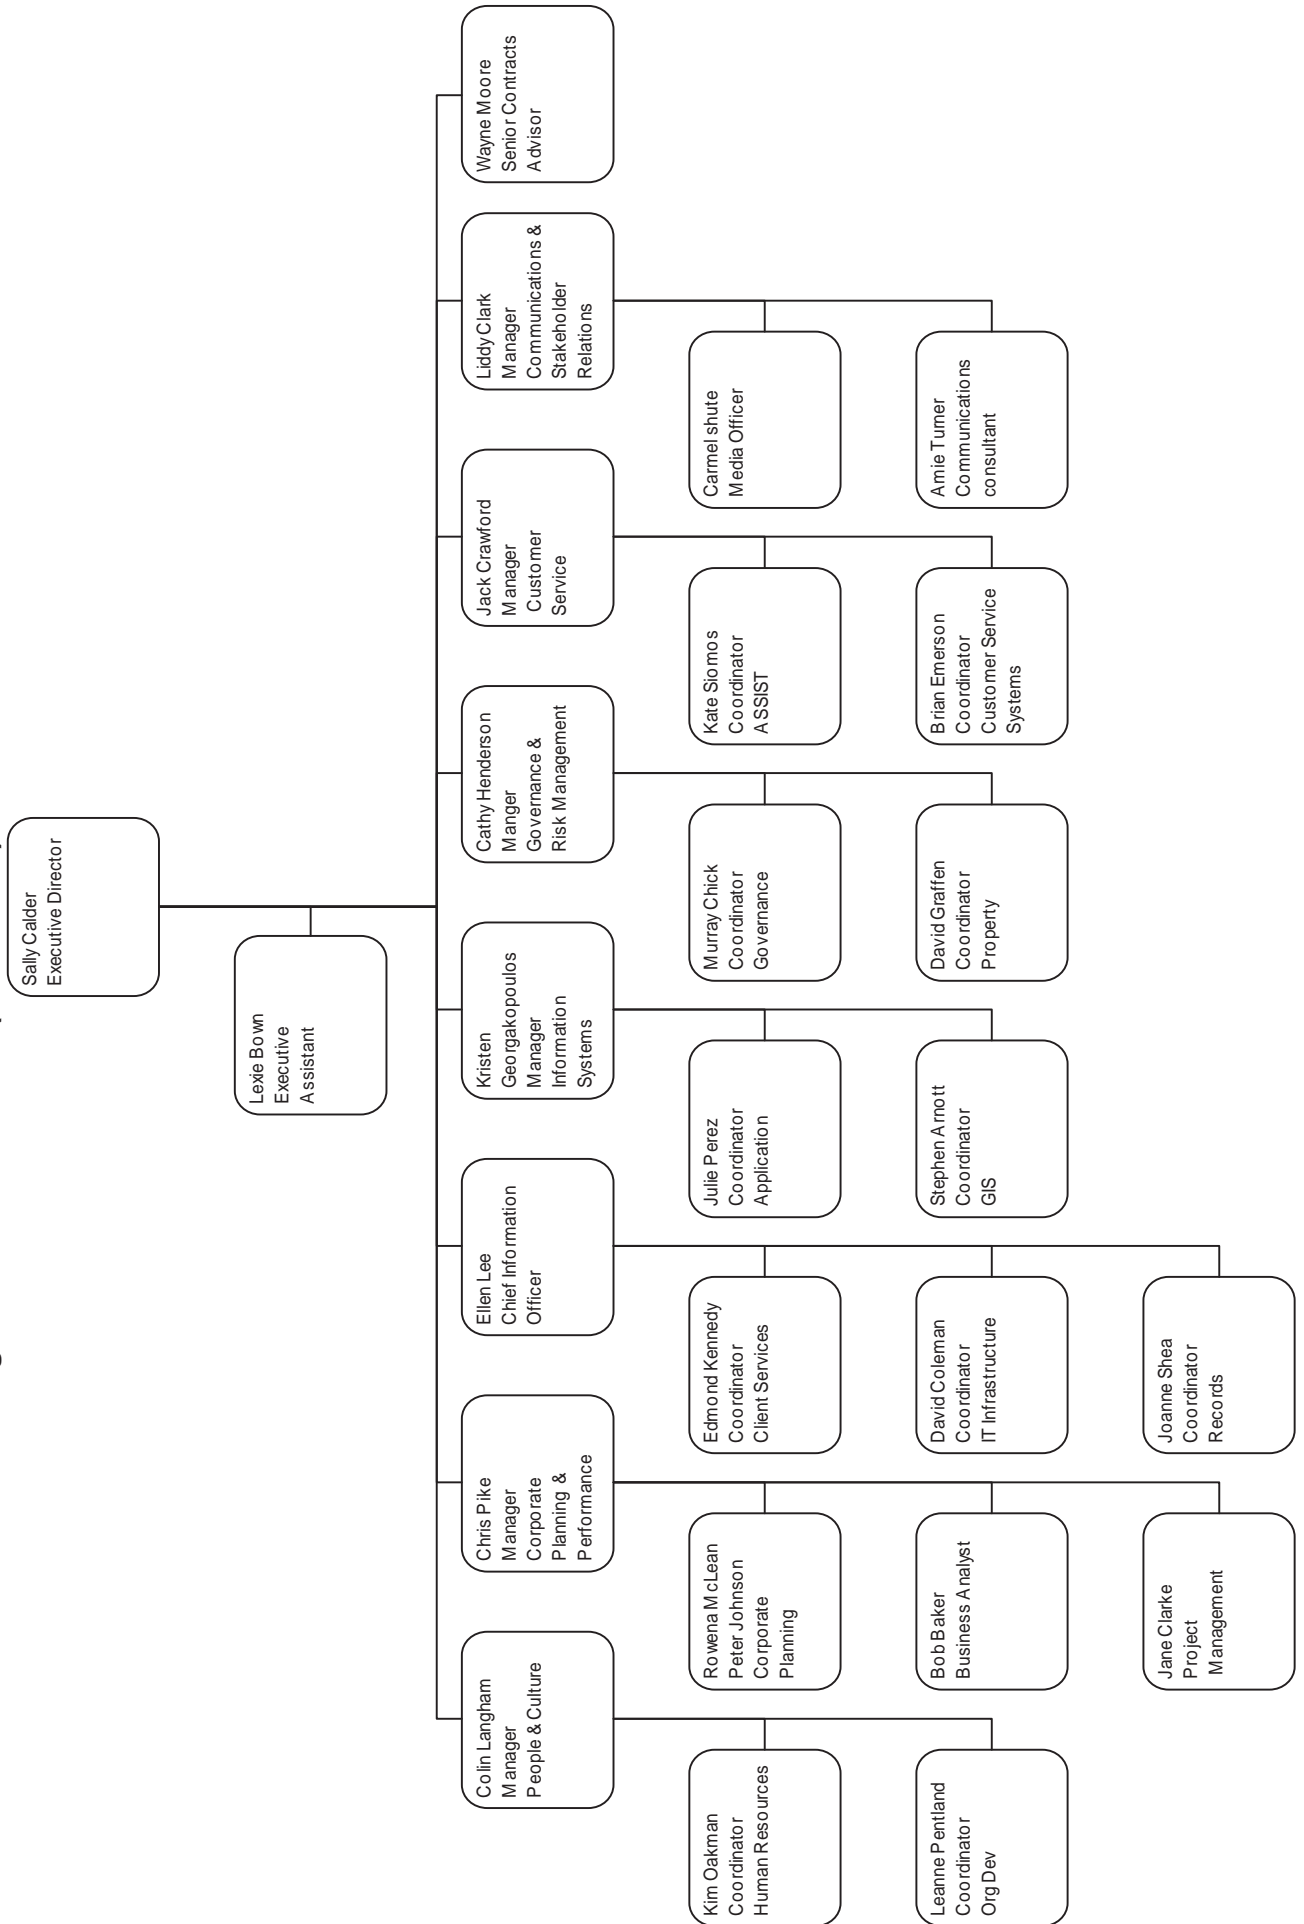 Sally Calder
Executive Director
Lexie Bown
Executive
Assistant
Colin Langham
Manager
People & Culture
Chris Pike
Manager
Corporate
Planning &
Performance
Ellen Lee
Chief Information
Officer
Kristen
Georgakopoulos
Manager
Information
Systems
Cathy Henderson
Manger
Governance &
Risk Management
Jack Crawford
Manager
Customer
Service
Liddy Clark
Manager
Communications &
Stakeholder
Relations
Wayne Moore
Senior Contracts
Advisor
Kim Oakman
Coordinator
Human Resources
Rowena McLean
Peter Johnson
Corporate
Planning
Edmond Kennedy
Coordinator
Client Services
Julie Perez
Coordinator
Application
Murray Chick
Coordinator
Governance
Kate Siomos
Coordinator
ASSIST
Carmel shute
Media Officer
Leanne Pentland
Coordinator
Org Dev
Bob Baker
Business Analyst
David Coleman
Coordinator
IT Infrastructure
Stephen Arnott
Coordinator
GIS
David Graffen
Coordinator
Property
Brian Emerson
Coordinator
Customer Service
Systems
Amie Turner
Communications
consultant
Jane Clarke
Project
Management
Joanne Shea
Coordinator
Records